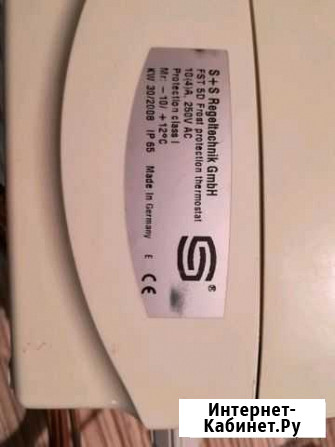 S+S Regeltechnik GmbH
FST 5D Frost protection thermostat
10(4)A, 250V AC
Protection class I
Mr: -10/ +12°C
KW 30/2008 IP 65 Made in Germany E CE
S ®
Интернет-
Кабинет.Ру